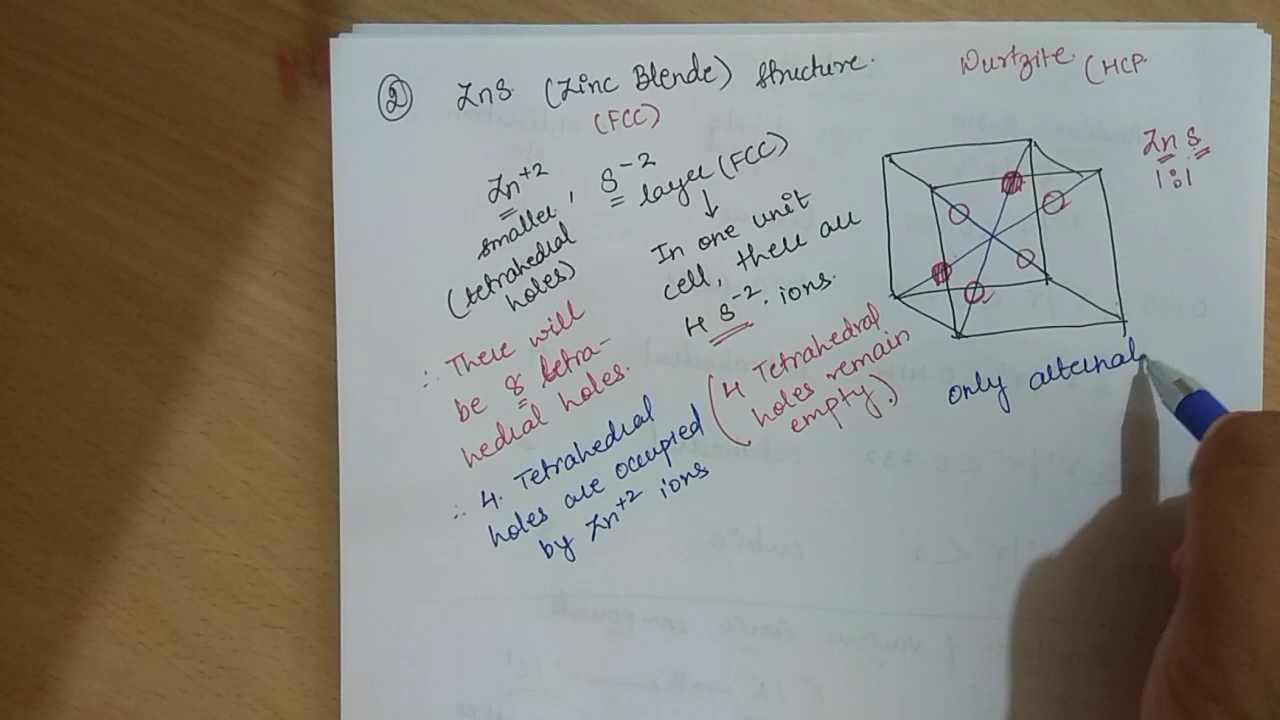 ② ZnS. (Zinc Blende) structure.
(FCC)
Wurtzite. (HCP.
Zn S
1:1
Zn+2
smaller,
(tetrahedral
holes)
S-2
layer (FCC)
↓
In one unit
cell, there are
4 S-2. ions.
∴ There will
be 8 tetra-
hedral holes.
∴ 4. Tetrahedral
holes are occupied
by Zn+2 ions
(4 Tetrahedral
holes remain
empty.)
only alternat